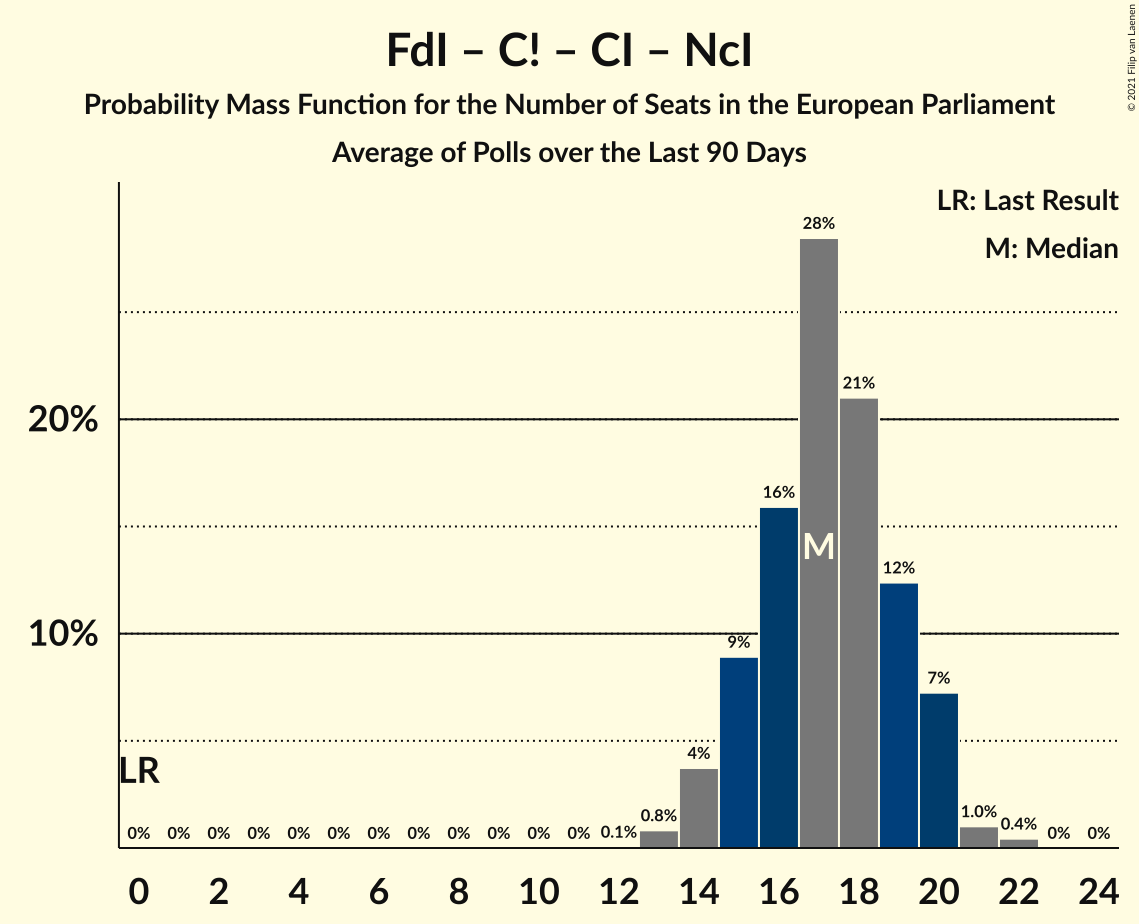 FdI – C! – CI – NcI
Probability Mass Function for the Number of Seats in the European Parliament
Average of Polls over the Last 90 Days
© 2021 Filip van Laenen
LR: Last Result
M: Median
28%
21%
20%
16%
M
12%
10%
9%
7%
4%
LR
0% 0% 0% 0% 0% 0% 0% 0% 0% 0% 0% 0% 0.1% 0.8% 1.0% 0.4% 0% 0%
0 2 4 6 8 10 12 14 16 18 20 22 24